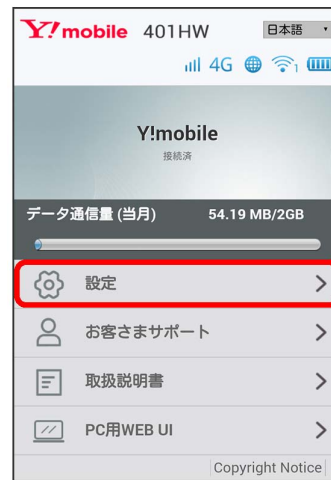 Y!mobile 401HW 日本語
4G 1
Y!mobile
接続済
データ通信量 (当月) 54.19 MB/2GB
設定
お客さまサポート
取扱説明書
PC用WEB UI
Copyright Notice